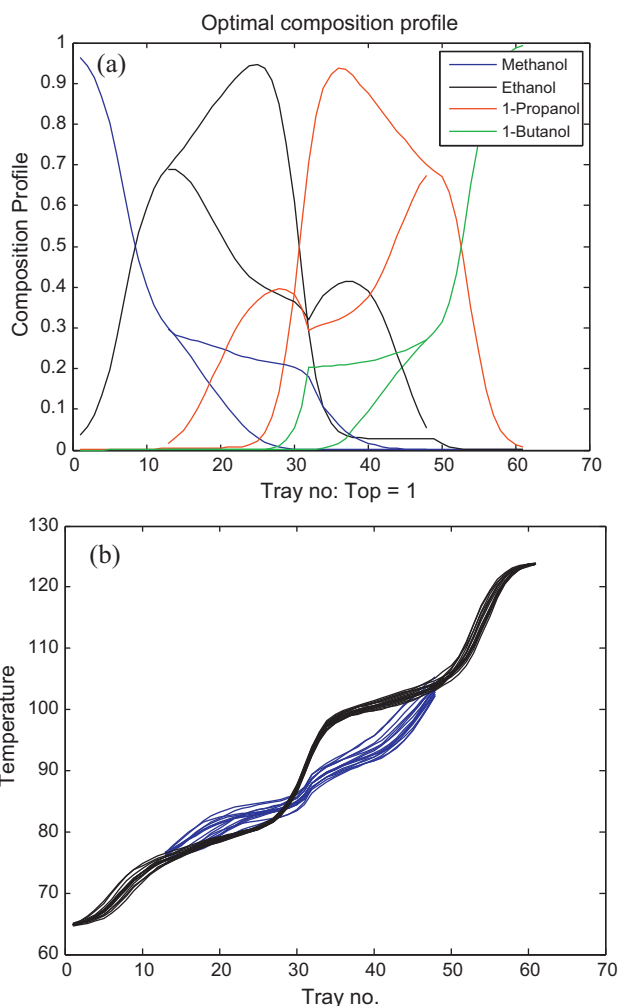 Optimal composition profile
(a)
Methanol
Ethanol
1-Propanol
1-Butanol
Composition Profile
1
0.9
0.8
0.7
0.6
0.5
0.4
0.3
0.2
0.1
0
0 10 20 30 40 50 60 70
Tray no: Top = 1
(b)
Temperature
130
120
110
100
90
80
70
60
0 10 20 30 40 50 60 70
Tray no.